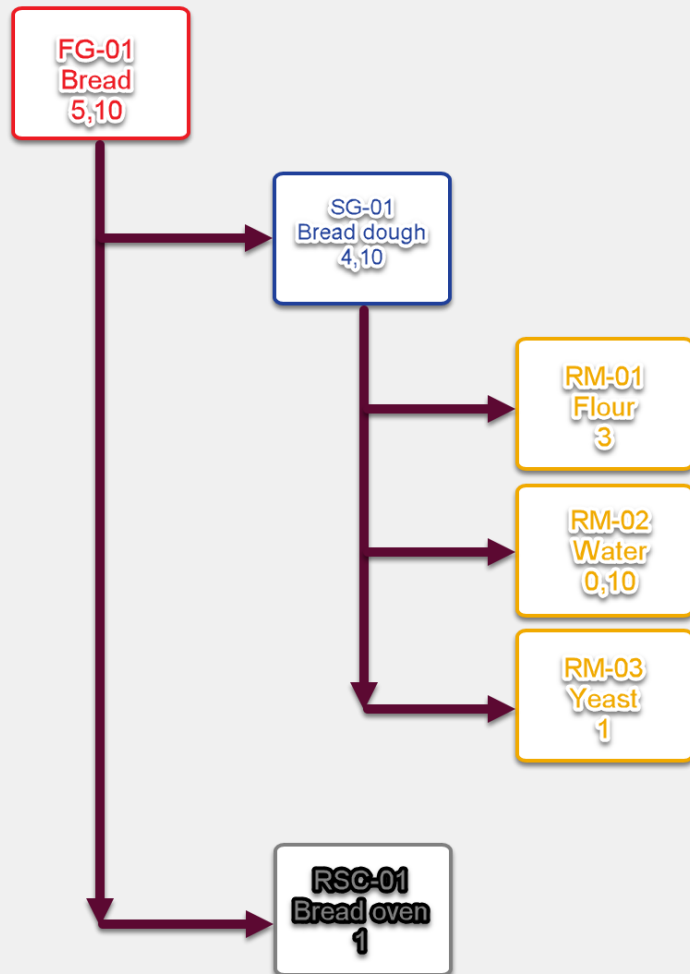 FG-01
Bread
5,10
SG-01
Bread dough
4,10
RM-01
Flour
3
RM-02
Water
0,10
RM-03
Yeast
1
RSC-01
Bread oven
1